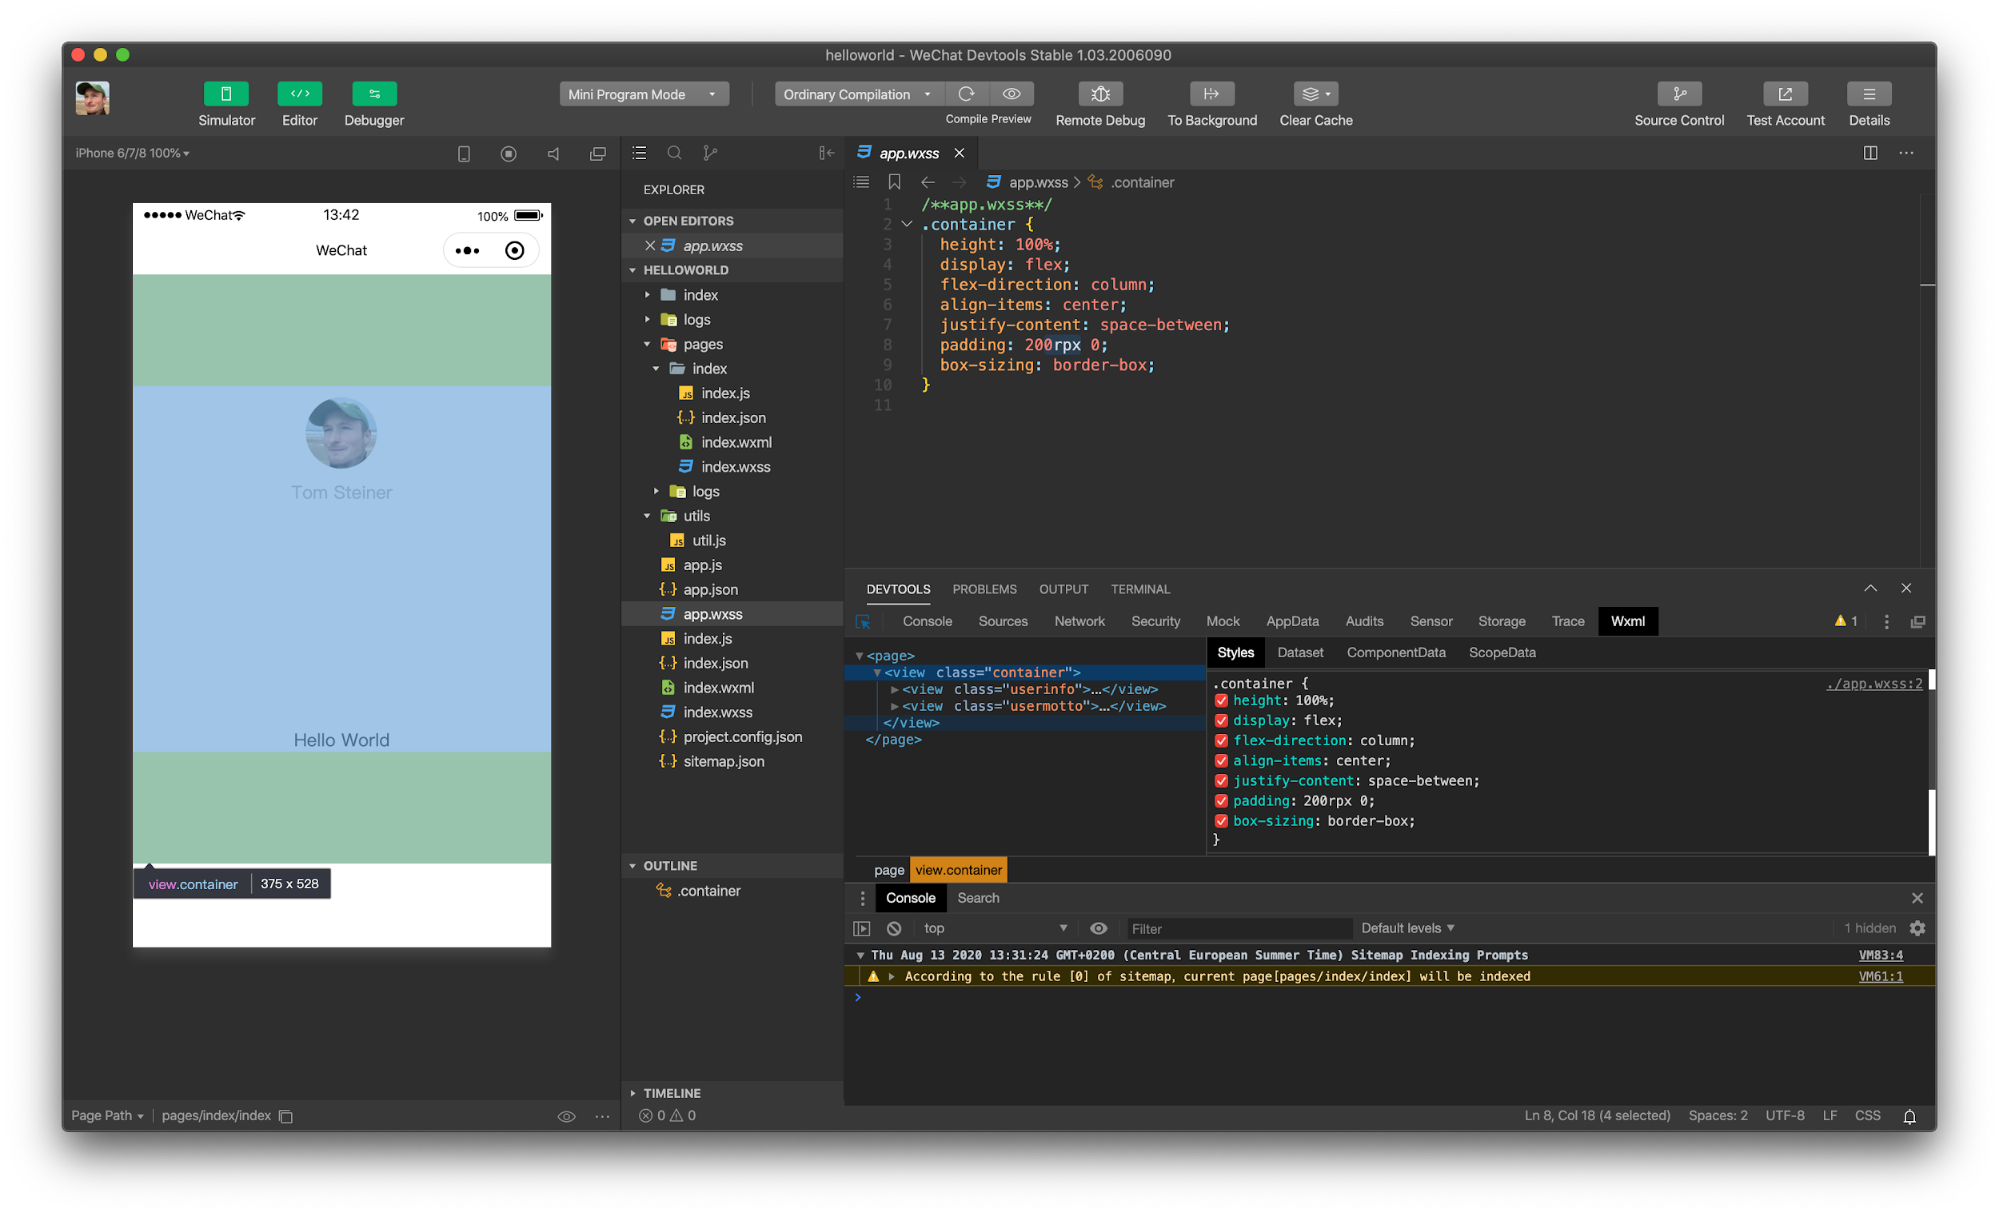 helloworld - WeChat Devtools Stable 1.03.2006090
Simulator
Editor
Debugger
Mini Program Mode
Ordinary Compilation
Compile Preview
Remote Debug
To Background
Clear Cache
Source Control
Test Account
Details
iPhone 6/7/8 100%
WeChat
13:42
100%
WeChat
Tom Steiner
Hello World
view.container
375 x 528
Page Path
pages/index/index
EXPLORER
OPEN EDITORS
app.wxss
HELLOWORLD
index
logs
pages
index
JS index.js
{..} index.json
index.wxml
index.wxss
logs
utils
JS util.js
JS app.js
{..} app.json
app.wxss
JS index.js
{..} index.json
index.wxml
index.wxss
{..} project.config.json
{..} sitemap.json
OUTLINE
.container
TIMELINE
0 0
app.wxss
app.wxss > .container
1 /**app.wxss**/
2 .container {
3 height: 100%;
4 display: flex;
5 flex-direction: column;
6 align-items: center;
7 justify-content: space-between;
8 padding: 200rpx 0;
9 box-sizing: border-box;
10 }
11
DEVTOOLS PROBLEMS OUTPUT TERMINAL
Console Sources Network Security Mock AppData Audits Sensor Storage Trace Wxml 1
<page>
<view class="container">
<view class="userinfo">…</view>
<view class="usermotto">…</view>
</view>
</page>
Styles Dataset ComponentData ScopeData
.container { ./app.wxss:2
height: 100%;
display: flex;
flex-direction: column;
align-items: center;
justify-content: space-between;
padding: 200rpx 0;
box-sizing: border-box;
}
page view.container
Console Search
top Filter Default levels 1 hidden
Thu Aug 13 2020 13:31:24 GMT+0200 (Central European Summer Time) Sitemap Indexing Prompts VM83:4
According to the rule [0] of sitemap, current page[pages/index/index] will be indexed VM61:1
>
Ln 8, Col 18 (4 selected) Spaces: 2 UTF-8 LF CSS